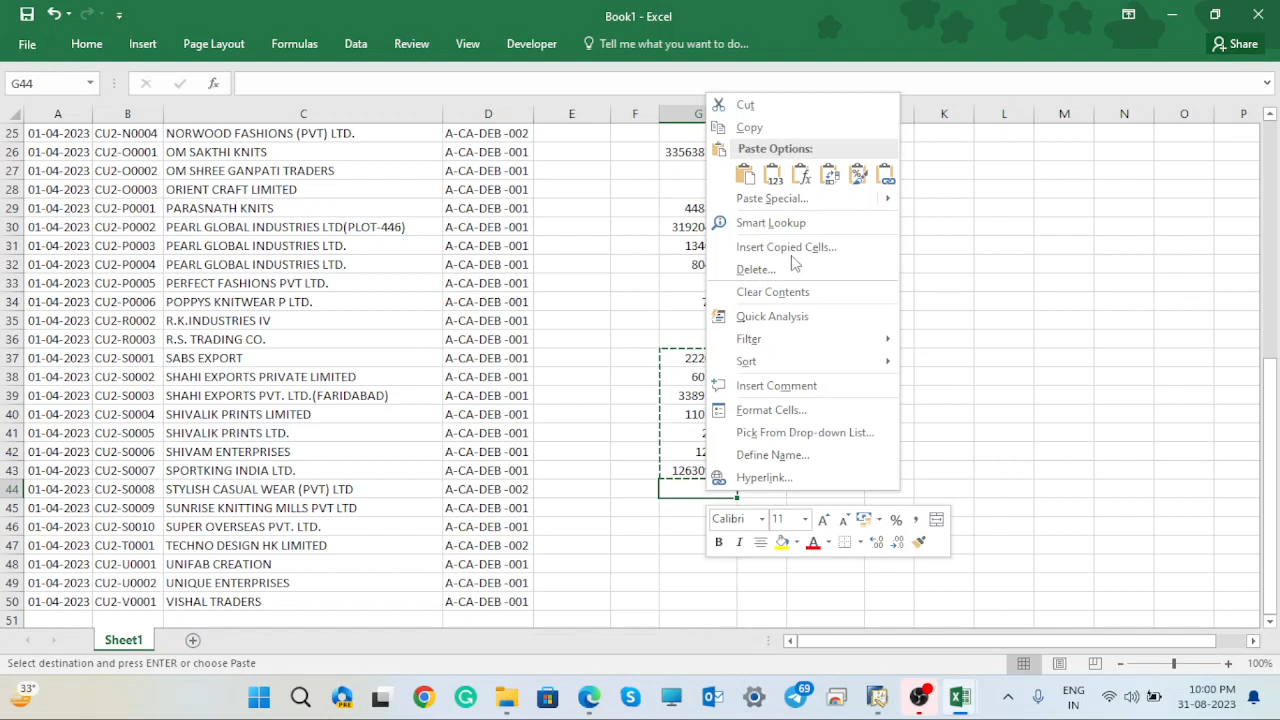 Book1 - Excel
File Home Insert Page Layout Formulas Data Review View Developer Tell me what you want to do... Share
G44 fx
A B C D E F G K L M N O P
25 01-04-2023 CU2-N0004 NORWOOD FASHIONS (PVT) LTD. A-CA-DEB -002
26 01-04-2023 CU2-O0001 OM SAKTHI KNITS A-CA-DEB -001 335638
27 01-04-2023 CU2-O0002 OM SHREE GANPATI TRADERS A-CA-DEB -001
28 01-04-2023 CU2-O0003 ORIENT CRAFT LIMITED A-CA-DEB -001
29 01-04-2023 CU2-P0001 PARASNATH KNITS A-CA-DEB -001 448
30 01-04-2023 CU2-P0002 PEARL GLOBAL INDUSTRIES LTD(PLOT-446) A-CA-DEB -001 31920
31 01-04-2023 CU2-P0003 PEARL GLOBAL INDUSTRIES LTD. A-CA-DEB -001 134
32 01-04-2023 CU2-P0004 PEARL GLOBAL INDUSTRIES LTD. A-CA-DEB -001 80
33 01-04-2023 CU2-P0005 PERFECT FASHIONS PVT LTD. A-CA-DEB -001
34 01-04-2023 CU2-P0006 POPPYS KNITWEAR P LTD. A-CA-DEB -001
35 01-04-2023 CU2-R0002 R.K.INDUSTRIES IV A-CA-DEB -001
36 01-04-2023 CU2-R0003 R.S. TRADING CO. A-CA-DEB -001
37 01-04-2023 CU2-S0001 SABS EXPORT A-CA-DEB -001 222
38 01-04-2023 CU2-S0002 SHAHI EXPORTS PRIVATE LIMITED A-CA-DEB -001 60
39 01-04-2023 CU2-S0003 SHAHI EXPORTS PVT. LTD.(FARIDABAD) A-CA-DEB -001 3389
40 01-04-2023 CU2-S0004 SHIVALIK PRINTS LIMITED A-CA-DEB -001 110
41 01-04-2023 CU2-S0005 SHIVALIK PRINTS LTD. A-CA-DEB -001 2
42 01-04-2023 CU2-S0006 SHIVAM ENTERPRISES A-CA-DEB -001 12
43 01-04-2023 CU2-S0007 SPORTKING INDIA LTD. A-CA-DEB -001 12630
44 01-04-2023 CU2-S0008 STYLISH CASUAL WEAR (PVT) LTD A-CA-DEB -002
45 01-04-2023 CU2-S0009 SUNRISE KNITTING MILLS PVT LTD A-CA-DEB -001
46 01-04-2023 CU2-S0010 SUPER OVERSEAS PVT. LTD. A-CA-DEB -001
47 01-04-2023 CU2-T0001 TECHNO DESIGN HK LIMITED A-CA-DEB -002
48 01-04-2023 CU2-U0001 UNIFAB CREATION A-CA-DEB -001
49 01-04-2023 CU2-U0002 UNIQUE ENTERPRISES A-CA-DEB -001
50 01-04-2023 CU2-V0001 VISHAL TRADERS A-CA-DEB -001
51
Cut
Copy
Paste Options:
123 fx %
Paste Special...
Smart Lookup
Insert Copied Cells...
Delete...
Clear Contents
Quick Analysis
Filter
Sort
Insert Comment
Format Cells...
Pick From Drop-down List...
Define Name...
Hyperlink...
Calibri 11 A A % ,
B I A
Sheet1
Select destination and press ENTER or choose Paste 100%
33° PRE 69 ENG IN 10:00 PM 31-08-2023